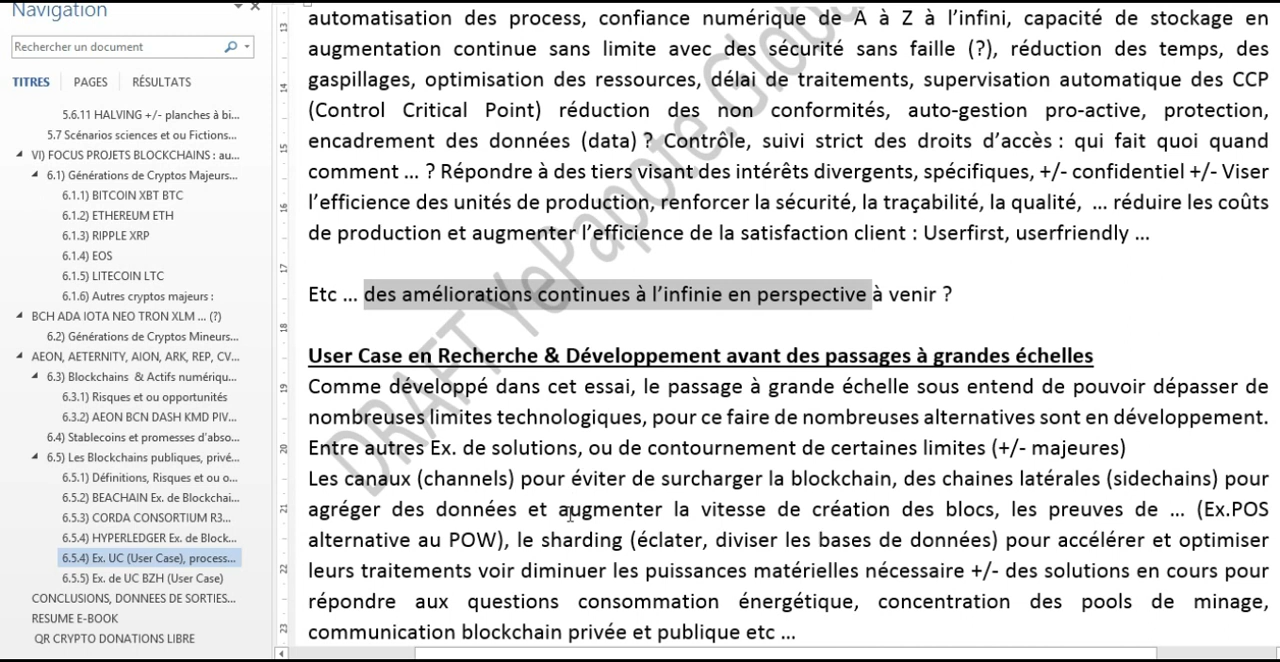 Navigation
Rechercher un document
TITRES PAGES RÉSULTATS
5.6.11 HALVING +/- planches à bi...
5.7 Scénarios sciences et ou Fictions...
VI) FOCUS PROJETS BLOCKCHAINS : au...
6.1) Générations de Cryptos Majeurs...
6.1.1) BITCOIN XBT BTC
6.1.2) ETHEREUM ETH
6.1.3) RIPPLE XRP
6.1.4) EOS
6.1.5) LITECOIN LTC
6.1.6) Autres cryptos majeurs :
BCH ADA IOTA NEO TRON XLM ... (?)
6.2) Générations de Cryptos Mineurs...
AEON, AETERNITY, AION, ARK, REP, CV...
6.3) Blockchains & Actifs numériqu...
6.3.1) Risques et ou opportunités
6.3.2) AEON BCN DASH KMD PIV...
6.4) Stablecoins et promesses d'abso...
6.5) Les Blockchains publiques, privé...
6.5.1) Définitions, Risques et ou o...
6.5.2) BEACHAIN Ex. de Blockchai...
6.5.3) CORDA CONSORTIUM R3...
6.5.4) HYPERLEDGER Ex. de Block...
6.5.4) Ex. UC (User Case), process...
6.5.5) Ex. de UC BZH (User Case)
CONCLUSIONS, DONNEES DE SORTIES...
RESUME E-BOOK
QR CRYPTO DONATIONS LIBRE
13
14
15
16
17
18
19
20
21
22
23
automatisation des process, confiance numérique de A à Z à l'infini, capacité de stockage en
augmentation continue sans limite avec des sécurité sans faille (?), réduction des temps, des
gaspillages, optimisation des ressources, délai de traitements, supervision automatique des CCP
(Control Critical Point) réduction des non conformités, auto-gestion pro-active, protection,
encadrement des données (data) ? Contrôle, suivi strict des droits d'accès : qui fait quoi quand
comment ... ? Répondre à des tiers visant des intérêts divergents, spécifiques, +/- confidentiel +/- Viser
l'efficience des unités de production, renforcer la sécurité, la traçabilité, la qualité, ... réduire les coûts
de production et augmenter l'efficience de la satisfaction client : Userfirst, userfriendly ...
Etc ... des améliorations continues à l'infinie en perspective à venir ?
User Case en Recherche & Développement avant des passages à grandes échelles
Comme développé dans cet essai, le passage à grande échelle sous entend de pouvoir dépasser de
nombreuses limites technologiques, pour ce faire de nombreuses alternatives sont en développement.
Entre autres Ex. de solutions, ou de contournement de certaines limites (+/- majeures)
Les canaux (channels) pour éviter de surcharger la blockchain, des chaines latérales (sidechains) pour
agréger des données et augmenter la vitesse de création des blocs, les preuves de ... (Ex.POS
alternative au POW), le sharding (éclater, diviser les bases de données) pour accélérer et optimiser
leurs traitements voir diminuer les puissances matérielles nécessaire +/- des solutions en cours pour
répondre aux questions consommation énergétique, concentration des pools de minage,
communication blockchain privée et publique etc ...
DRAFT YePapoie.Glob